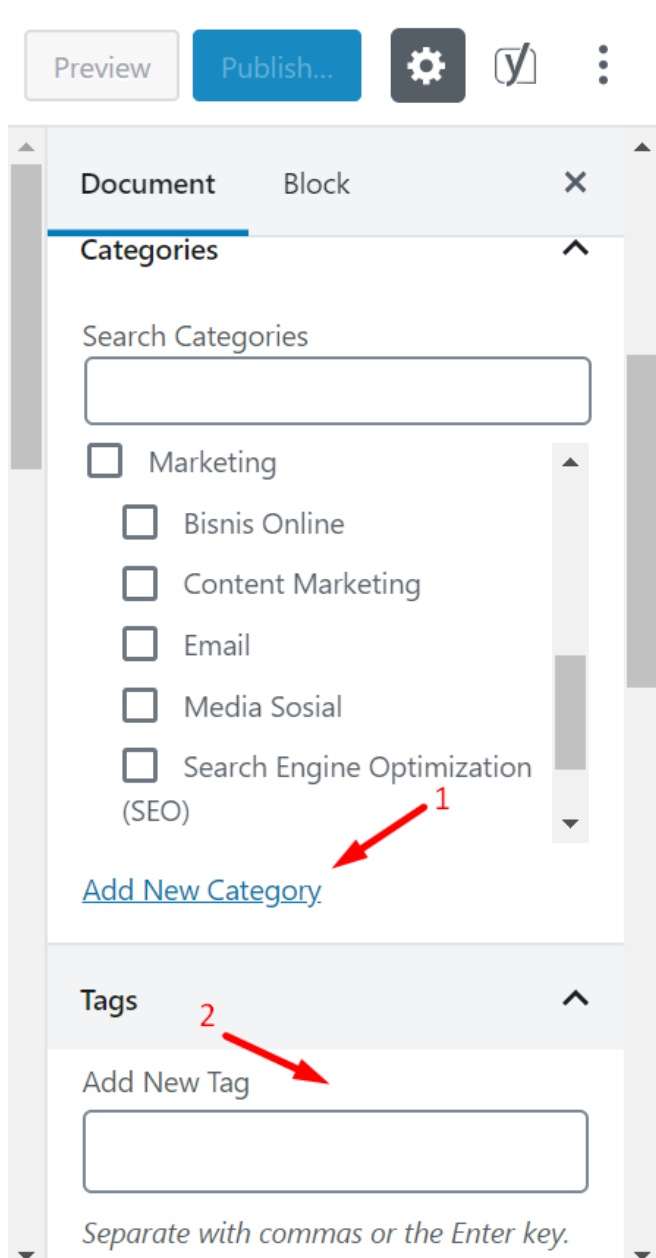 Preview Publish...
Document Block
Categories
Search Categories
Marketing
Bisnis Online
Content Marketing
Email
Media Sosial
Search Engine Optimization
(SEO)
1
Add New Category
Tags
2
Add New Tag
Separate with commas or the Enter key.